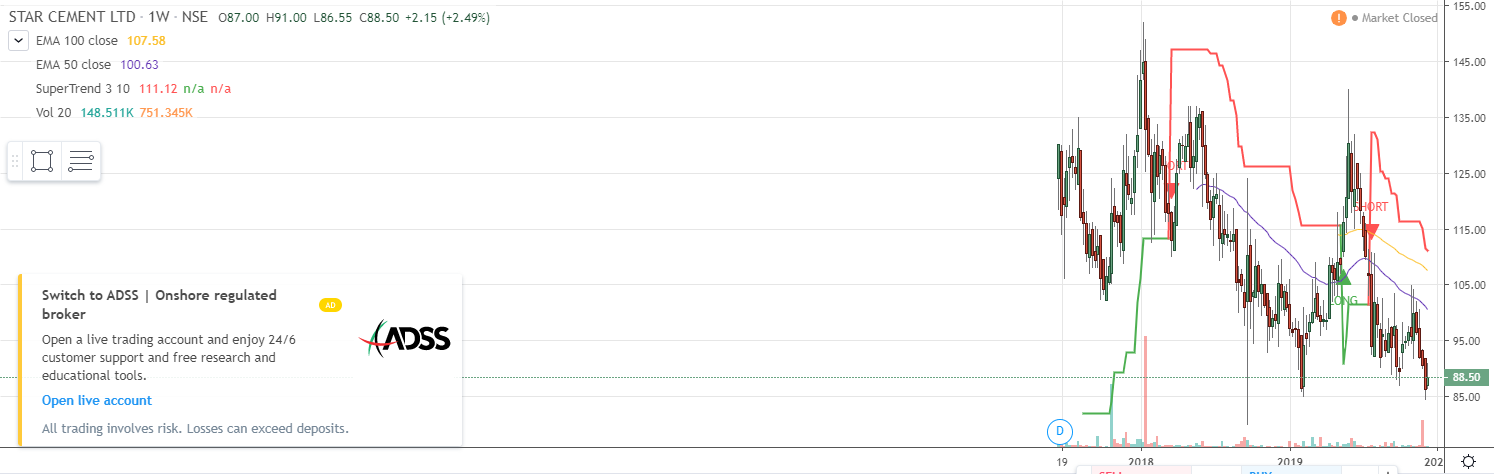 STAR CEMENT LTD · 1W · NSE O87.00 H91.00 L86.55 C88.50 +2.15 (+2.49%)
! Market Closed
EMA 100 close 107.58
EMA 50 close 100.63
SuperTrend 3 10 111.12 n/a n/a
Vol 20 148.511K 751.345K
155.00
145.00
135.00
125.00
115.00
105.00
95.00
88.50
85.00
SHORT
LONG
Switch to ADSS | Onshore regulated
broker
AD
Open a live trading account and enjoy 24/6
customer support and free research and
educational tools.
ADSS
Open live account
All trading involves risk. Losses can exceed deposits.
D
19 2018 2019 202
SELL BUY